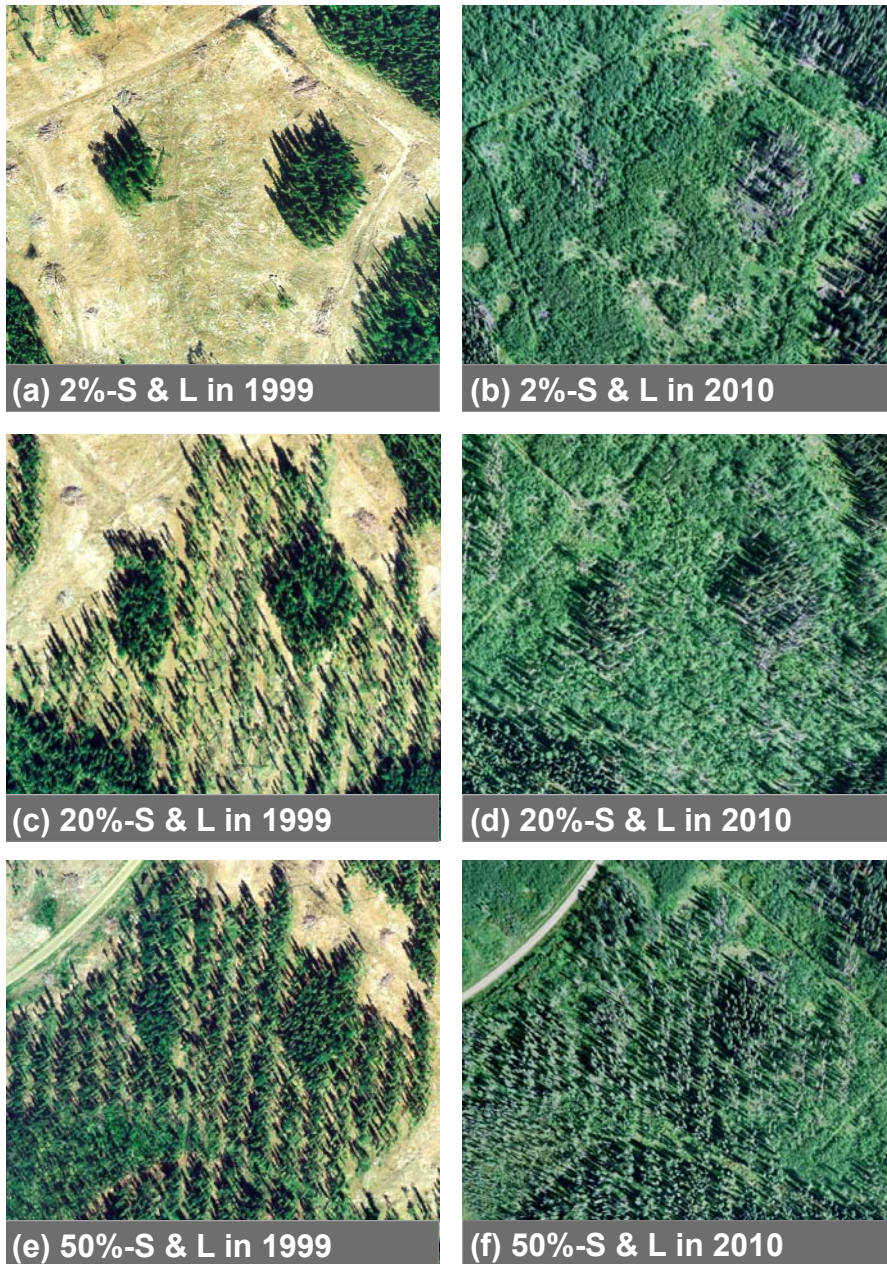 (a) 2%-S & L in 1999
(b) 2%-S & L in 2010
(c) 20%-S & L in 1999
(d) 20%-S & L in 2010
(e) 50%-S & L in 1999
(f) 50%-S & L in 2010